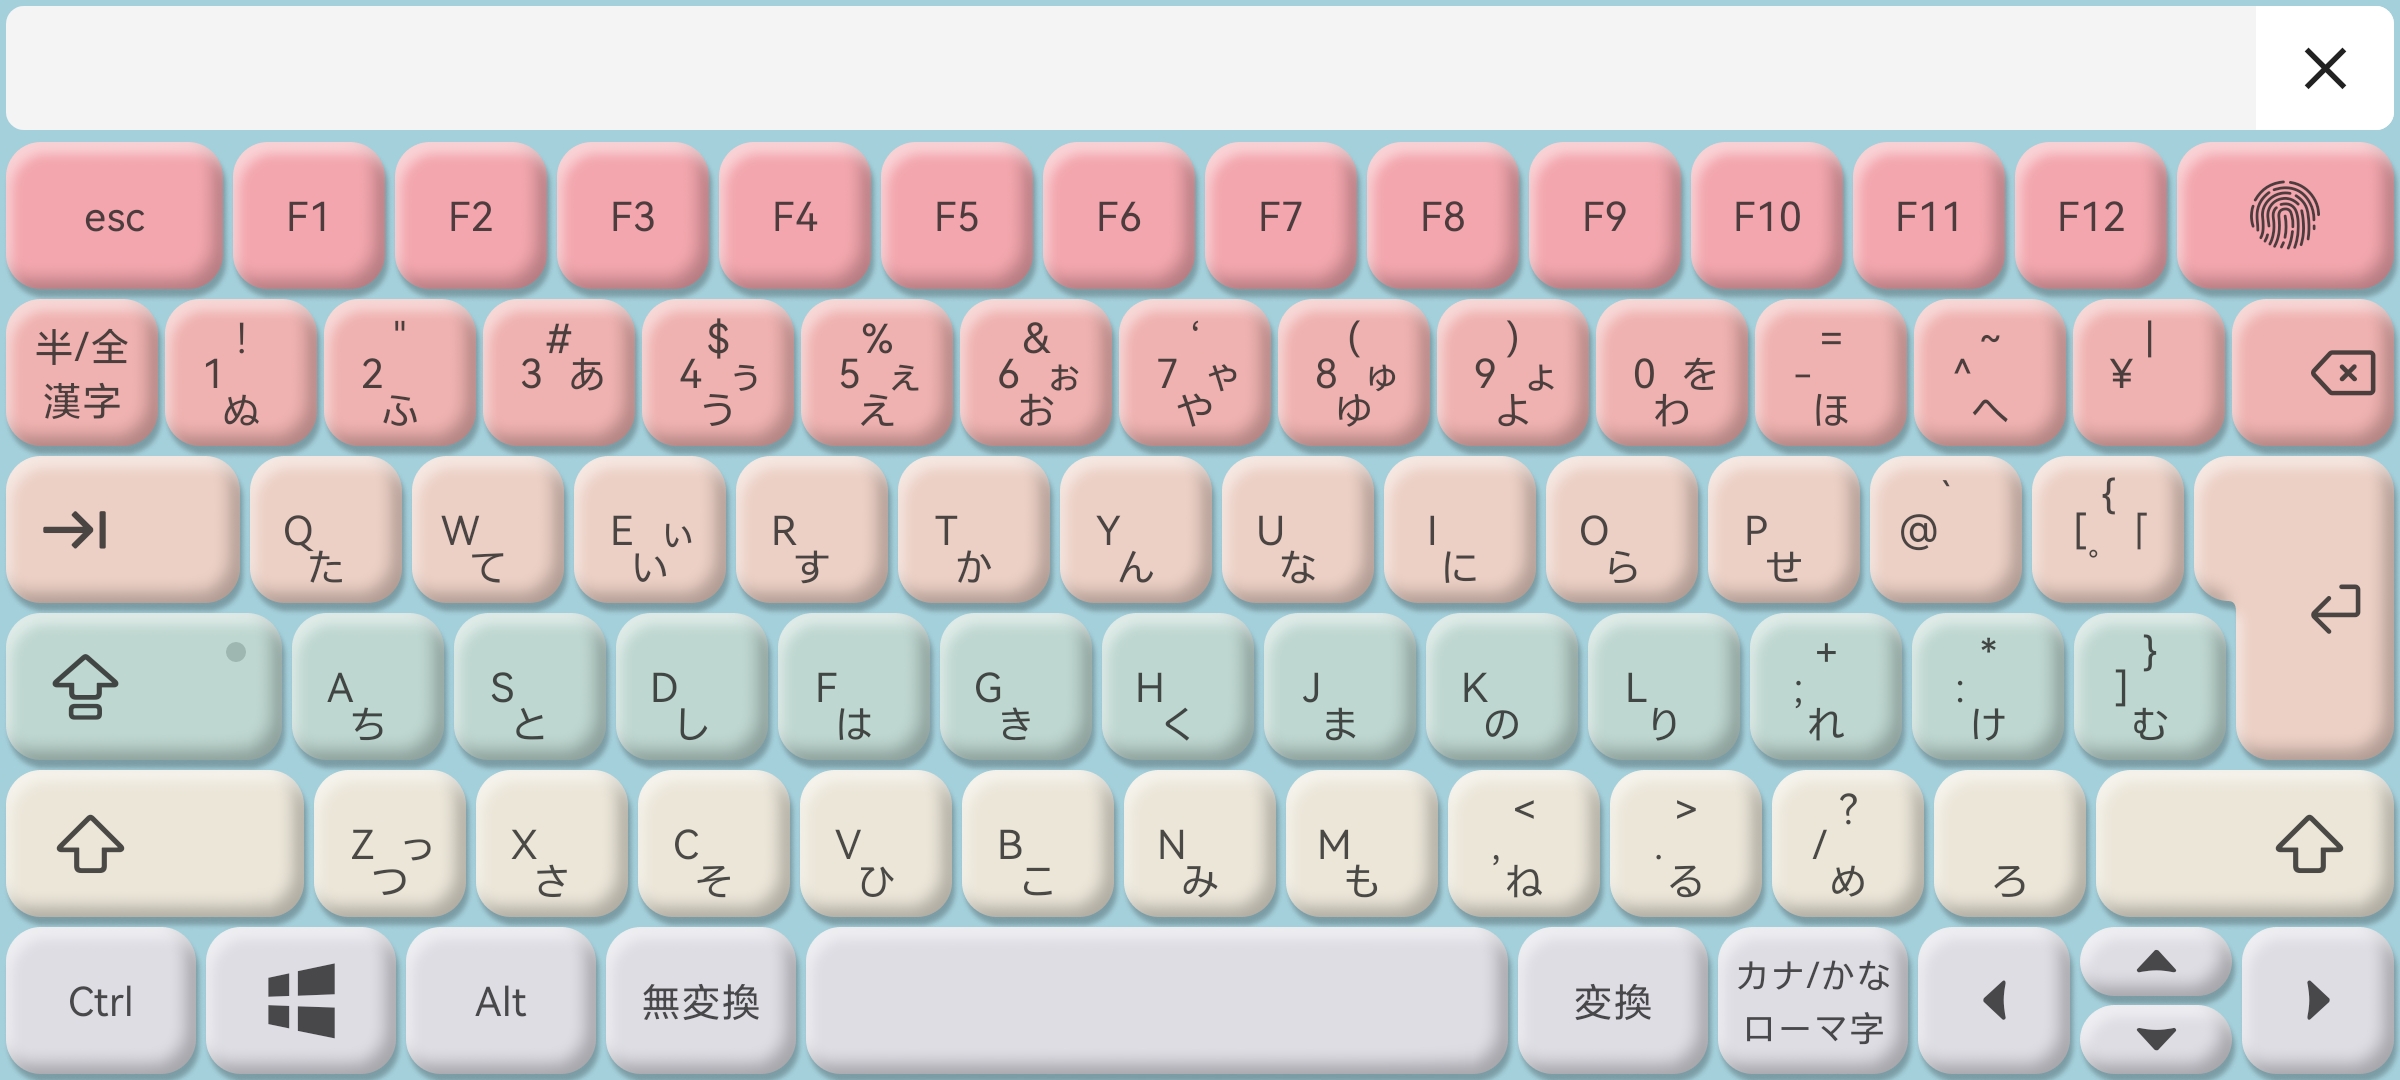 esc F1 F2 F3 F4 F5 F6 F7 F8 F9 F10 F11 F12
半/全 ! " # $ % & ‘ ( ) = ~ |
1 2 3 あ 4 ぅ 5 ぇ 6 ぉ 7 ゃ 8 ゅ 9 ょ 0 を - ^ ¥
漢字 ぬ ふ う え お や ゆ よ わ ほ へ
` {
Q W E ぃ R T Y U I O P @ [ 「
た て い す か ん な に ら せ 。
+ * }
A S D F G H J K L ; : ]
ち と し は き く ま の り れ け む
< > ?
Z っ X C V B N M , . /
つ さ そ ひ こ み も ね る め ろ
Ctrl Alt 無変換 変換 カナ/かな
ローマ字